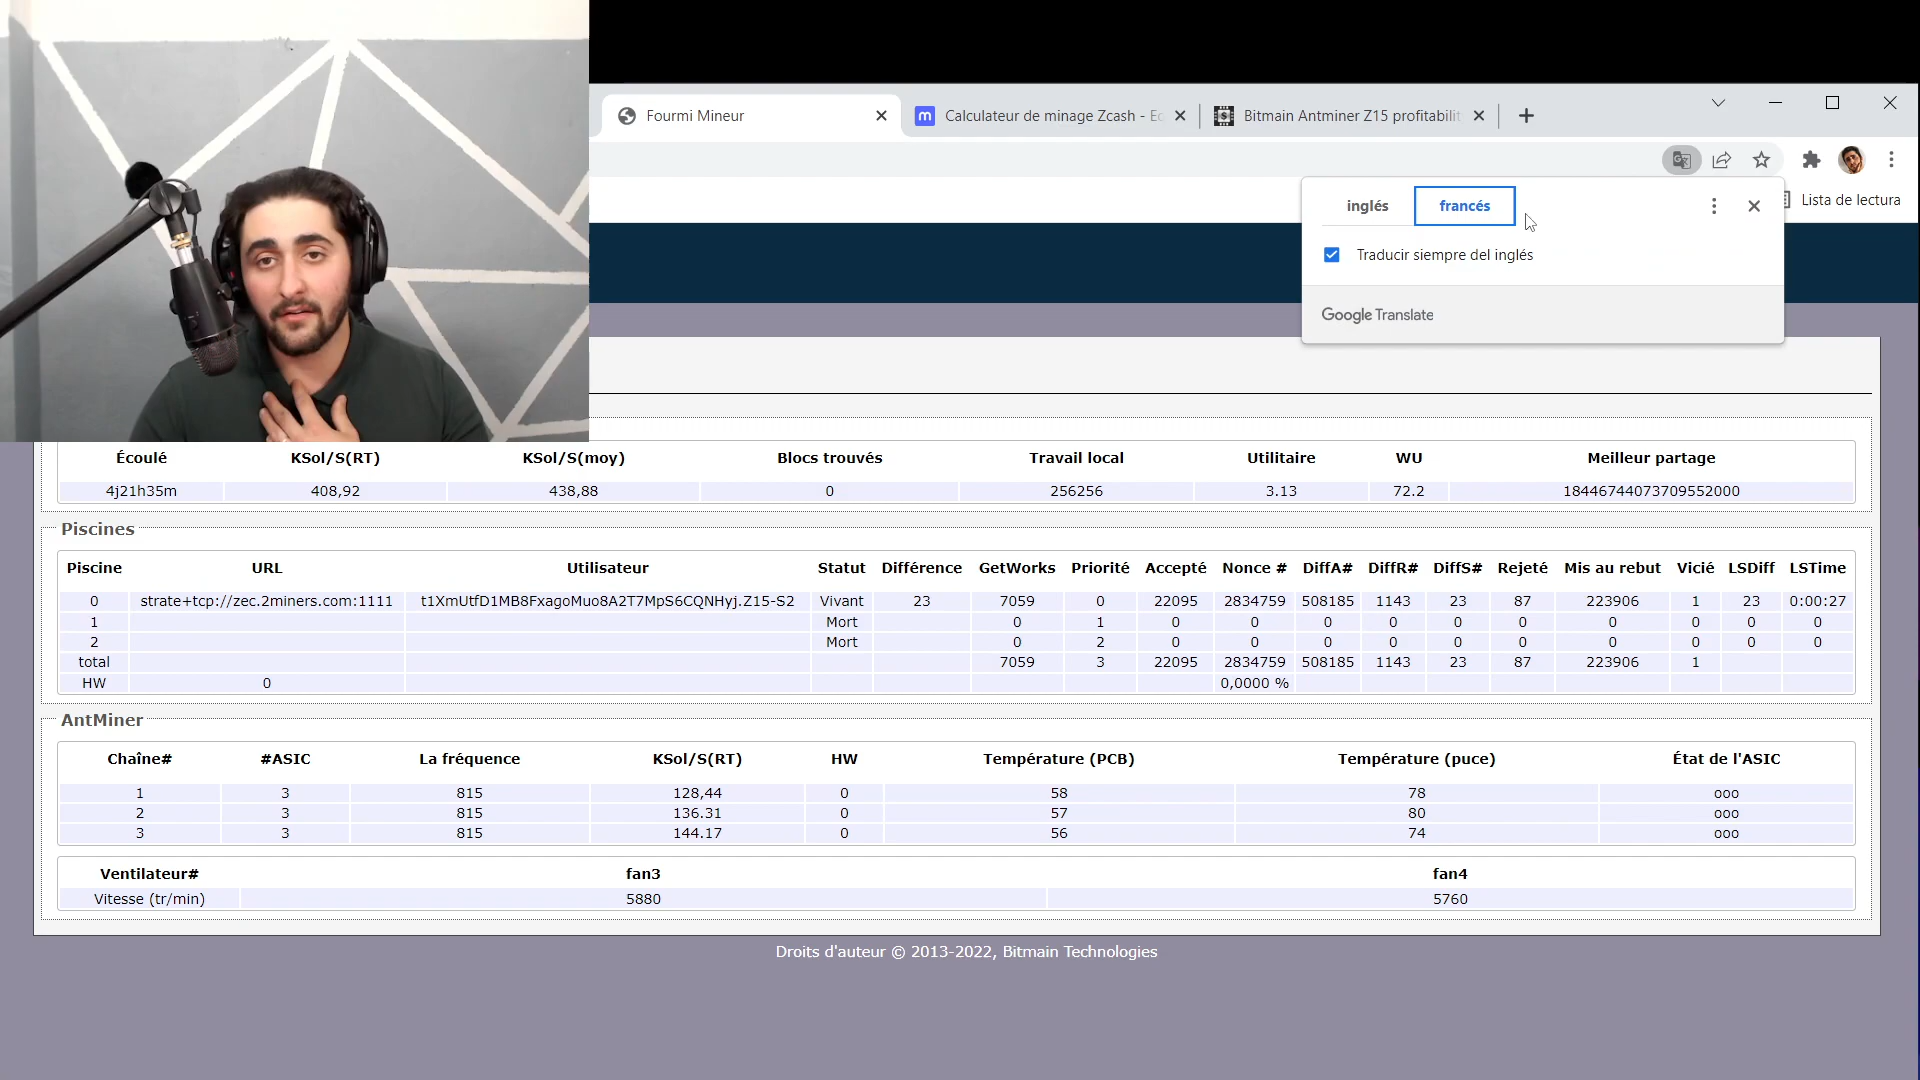 Fourmi Mineur
Calculateur de minage Zcash - Ec
Bitmain Antminer Z15 profitabilit
inglés francés
Lista de lectura
Traducir siempre del inglés
Google Translate
Écoulé KSol/S(RT) KSol/S(moy) Blocs trouvés Travail local Utilitaire WU Meilleur partage
4j21h35m 408,92 438,88 0 256256 3.13 72.2 18446744073709552000
Piscines
Piscine URL Utilisateur Statut Différence GetWorks Priorité Accepté Nonce # DiffA# DiffR# DiffS# Rejeté Mis au rebut Vicié LSDiff LSTime
0 strate+tcp://zec.2miners.com:1111 t1XmUtfD1MB8FxagoMuo8A2T7MpS6CQNHyj.Z15-S2 Vivant 23 7059 0 22095 2834759 508185 1143 23 87 223906 1 23 0:00:27
1 Mort 0 1 0 0 0 0 0 0 0 0 0 0
2 Mort 0 2 0 0 0 0 0 0 0 0 0 0
total 7059 3 22095 2834759 508185 1143 23 87 223906 1
HW 0 0,0000 %
AntMiner
Chaîne# #ASIC La fréquence KSol/S(RT) HW Température (PCB) Température (puce) État de l'ASIC
1 3 815 128,44 0 58 78 ooo
2 3 815 136.31 0 57 80 ooo
3 3 815 144.17 0 56 74 ooo
Ventilateur# fan3 fan4
Vitesse (tr/min) 5880 5760
Droits d'auteur © 2013-2022, Bitmain Technologies